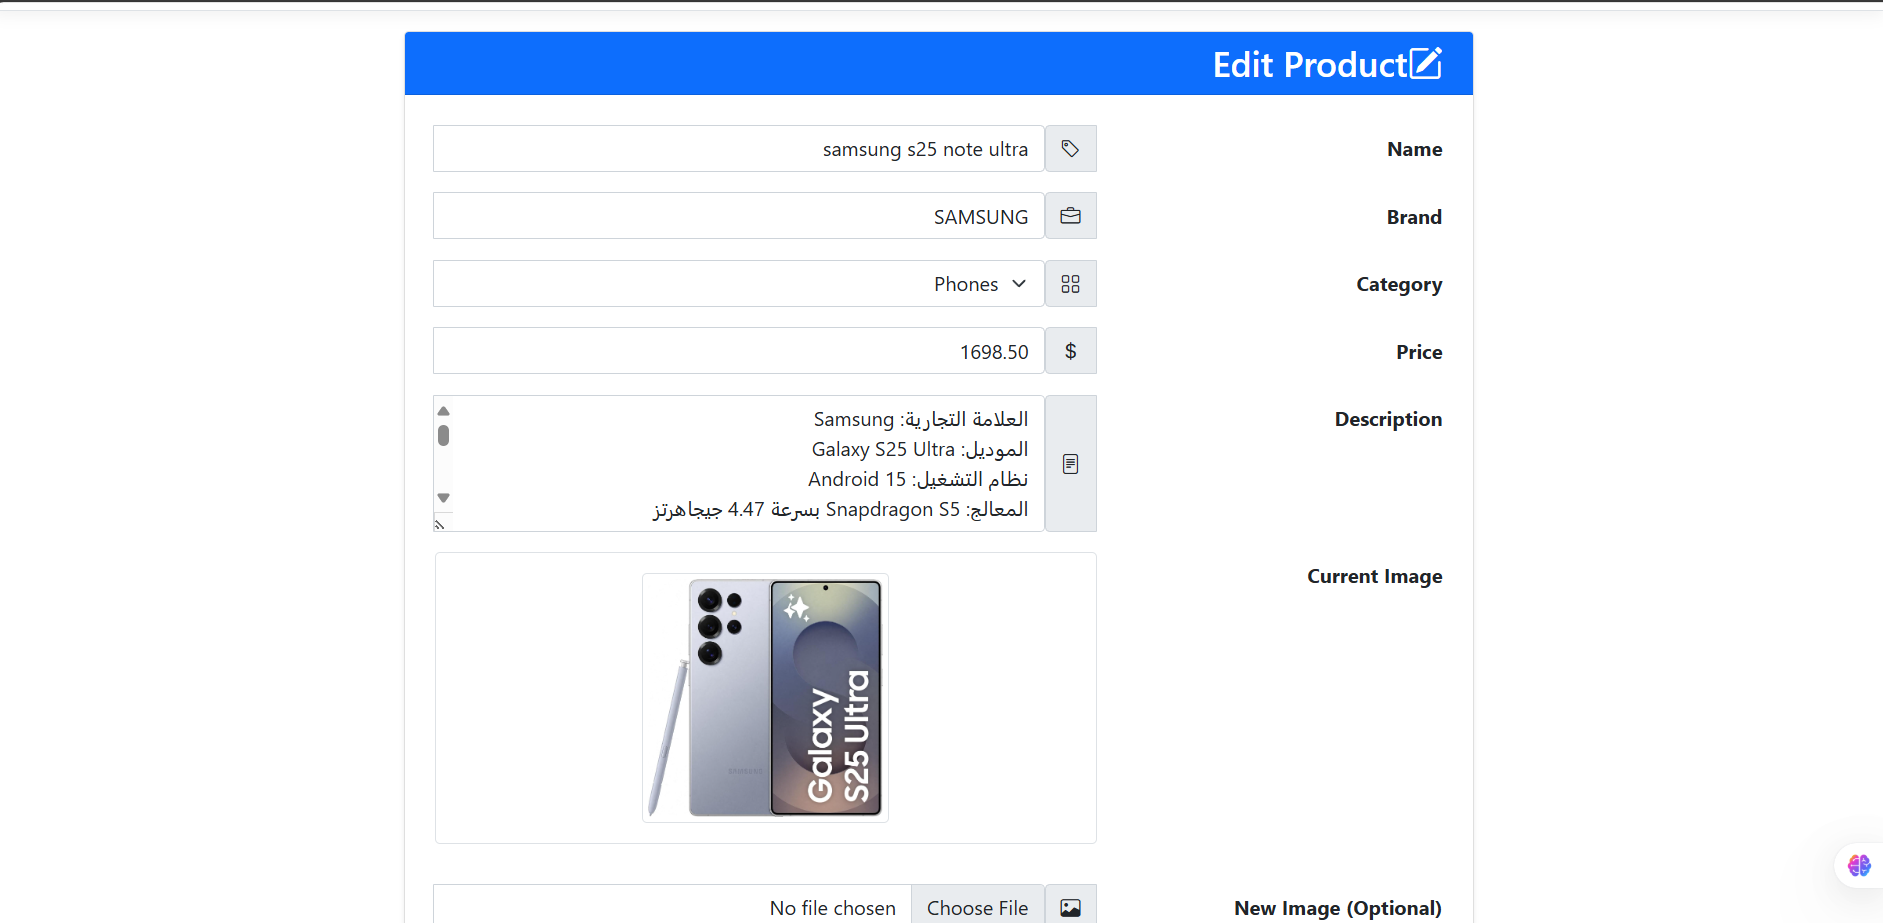 Edit Product
Name
samsung s25 note ultra
Brand
SAMSUNG
Category
Phones
Price
$
1698.50
Description
العلامة التجارية: Samsung
الموديل: Galaxy S25 Ultra
نظام التشغيل: Android 15
المعالج: Snapdragon S5 بسرعة 4.47 جيجاهرتز
Current Image
SAMSUNG
Galaxy
S25 Ultra
New Image (Optional)
Choose File
No file chosen